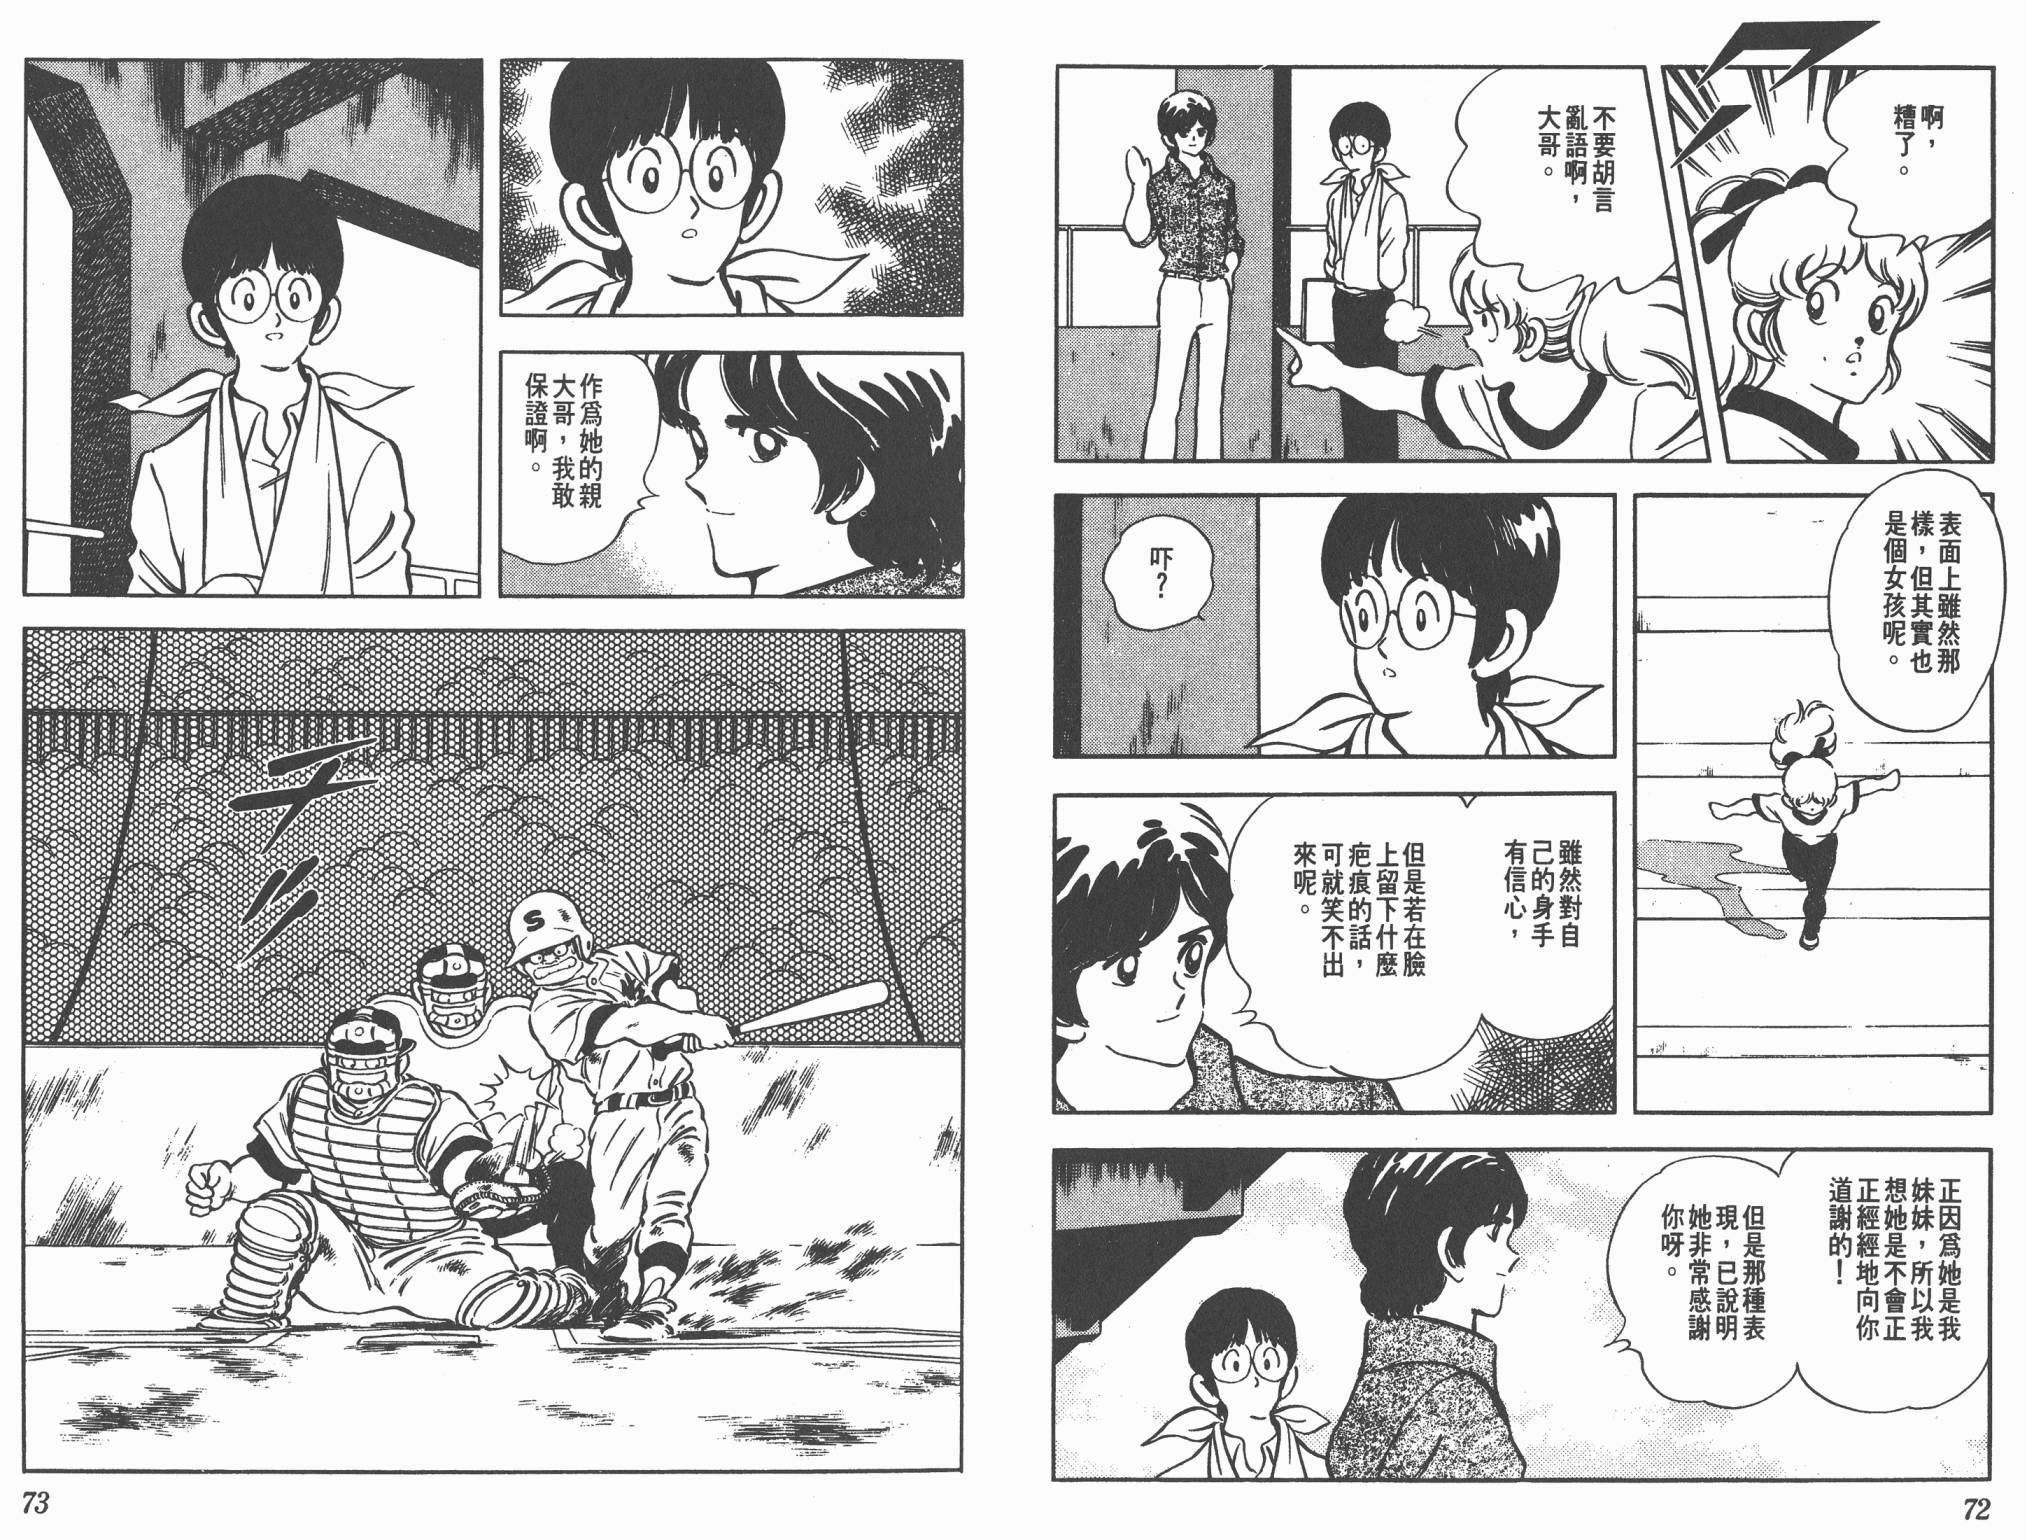 啊，
糟了。
不要胡言
亂語啊，
大哥。
表面上雖然那
樣，但其實也
是個女孩呢。
吓？
雖然對自
己的身手
有信心，
但是若在臉
上留下什麼
疤痕的話，
可就笑不出
來呢。
正因爲她是我
妹妹，所以我
想她是不會正
正經經地向你
道謝的！
但是那種表
現，已說明
她非常感謝
你呀。
72
作爲她的親
大哥，我敢
保證啊。
S
73